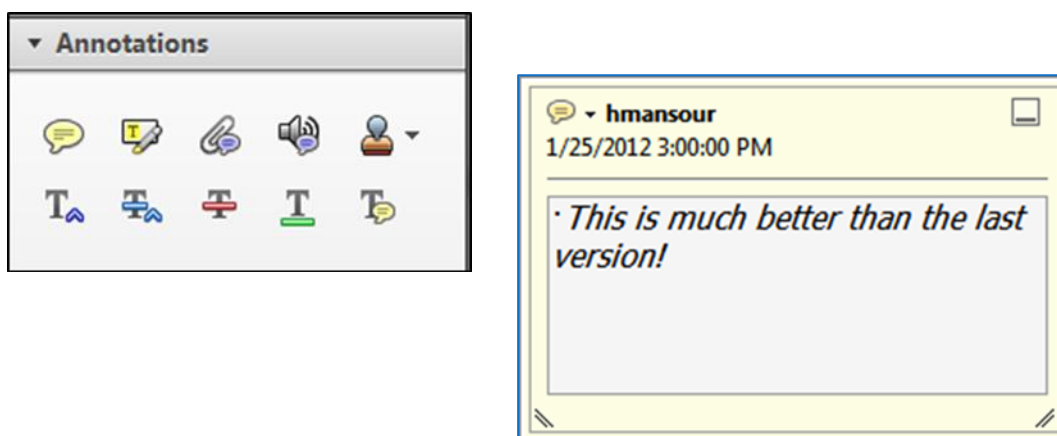 Annotations
hmansour
1/25/2012 3:00:00 PM
This is much better than the last
version!